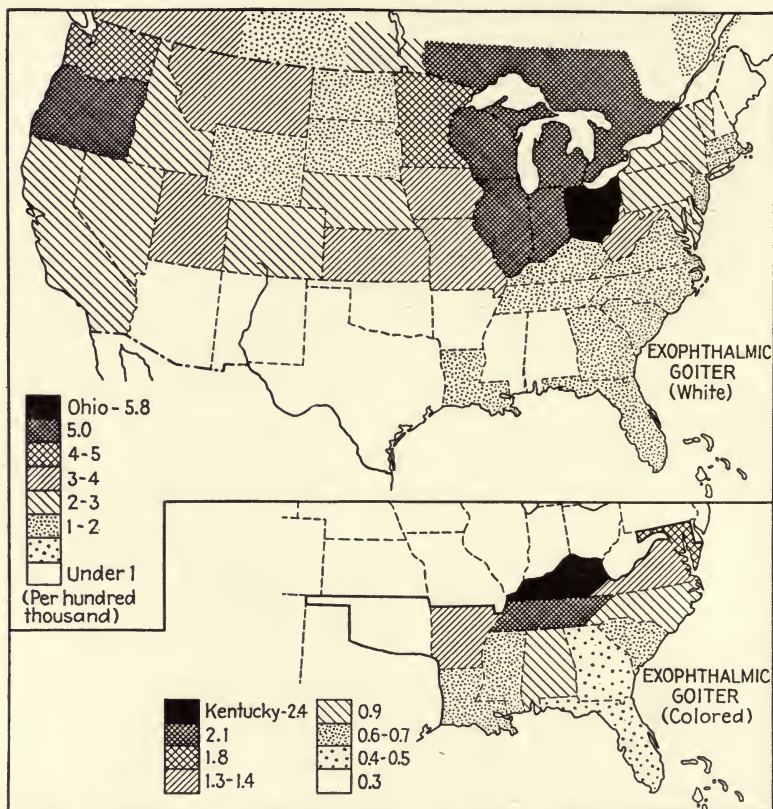 EXOPHTHALMIC
GOITER
(White)
Ohio - 5.8
5.0
4-5
3-4
2-3
1-2
Under 1
(Per hundred
thousand)
EXOPHTHALMIC
GOITER
(Colored)
Kentucky-2.4
2.1
1.8
1.3-1.4
0.9
0.6-0.7
0.4-0.5
0.3